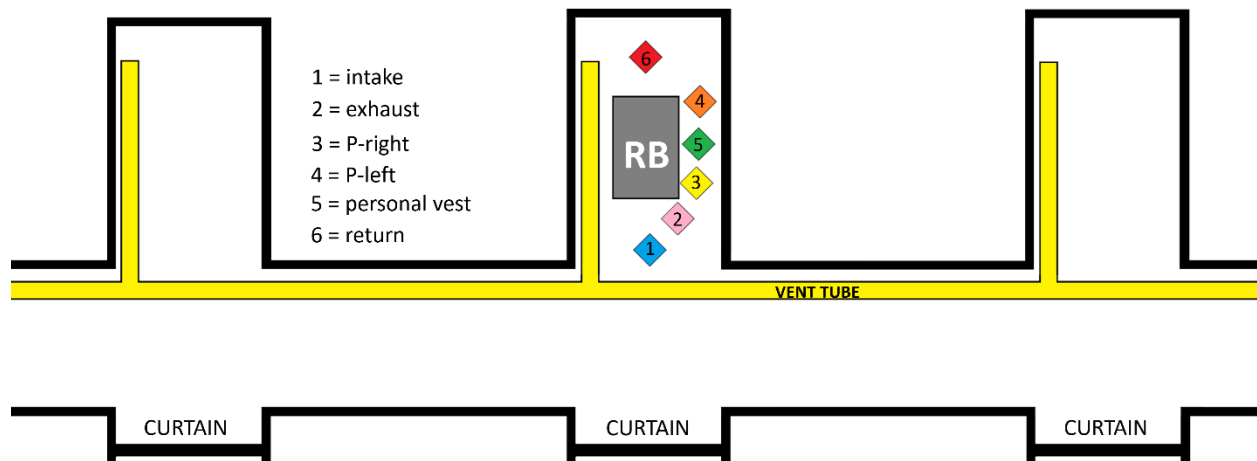 1 = intake
2 = exhaust
3 = P-right
4 = P-left
5 = personal vest
6 = return
6
4
RB
5
3
2
1
VENT TUBE
CURTAIN
CURTAIN
CURTAIN